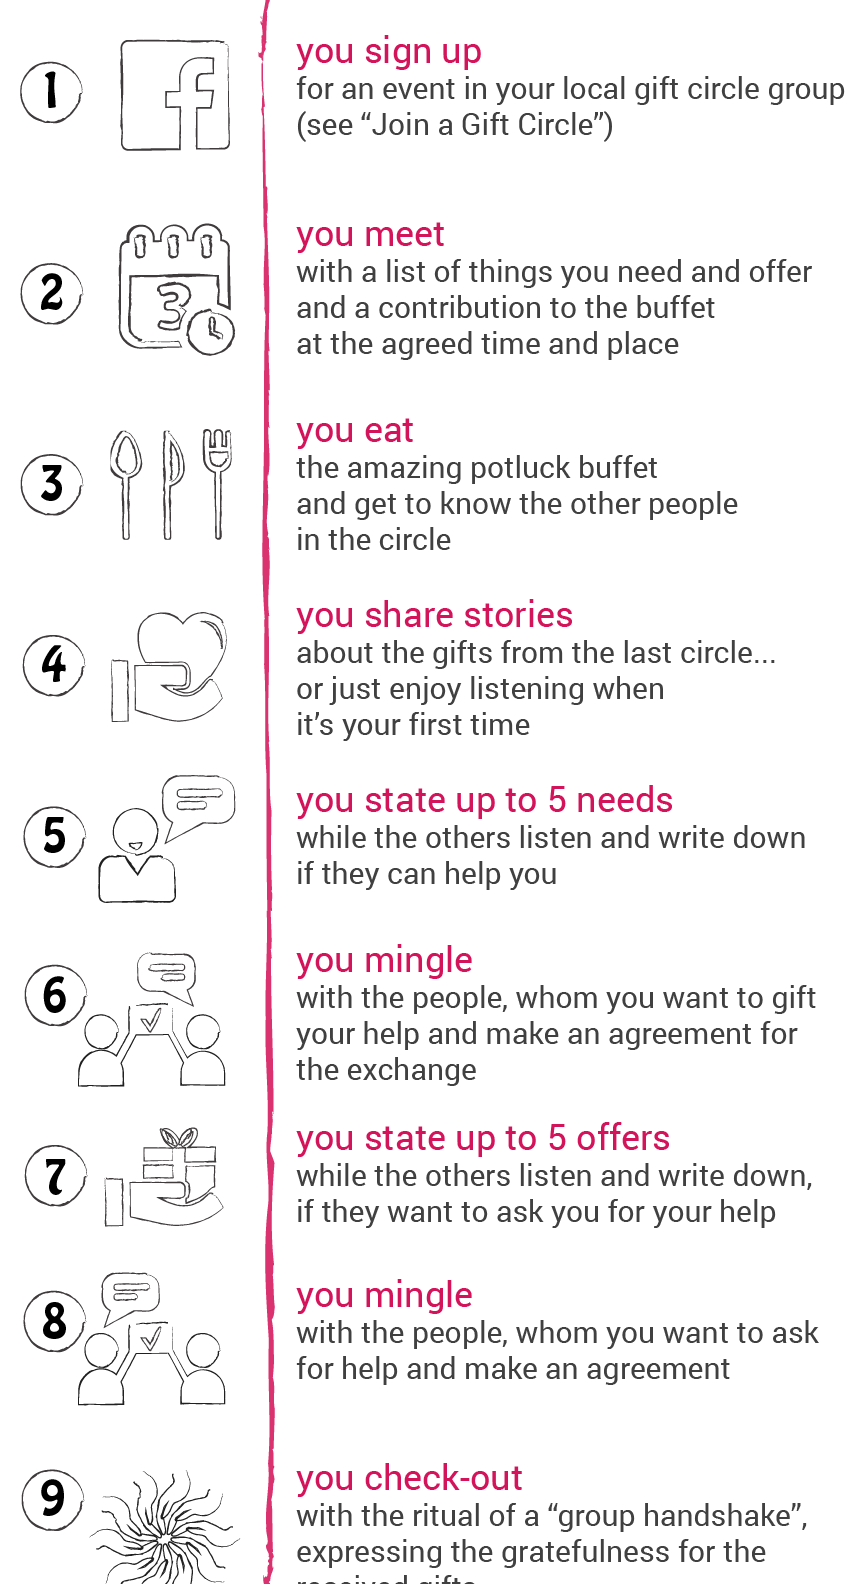 1
you sign up
for an event in your local gift circle group
(see “Join a Gift Circle”)
2
3
you meet
with a list of things you need and offer
and a contribution to the buffet
at the agreed time and place
3
you eat
the amazing potluck buffet
and get to know the other people
in the circle
4
you share stories
about the gifts from the last circle...
or just enjoy listening when
it’s your first time
5
you state up to 5 needs
while the others listen and write down
if they can help you
6
you mingle
with the people, whom you want to gift
your help and make an agreement for
the exchange
7
you state up to 5 offers
while the others listen and write down,
if they want to ask you for your help
8
you mingle
with the people, whom you want to ask
for help and make an agreement
9
you check-out
with the ritual of a “group handshake”,
expressing the gratefulness for the
received gifts